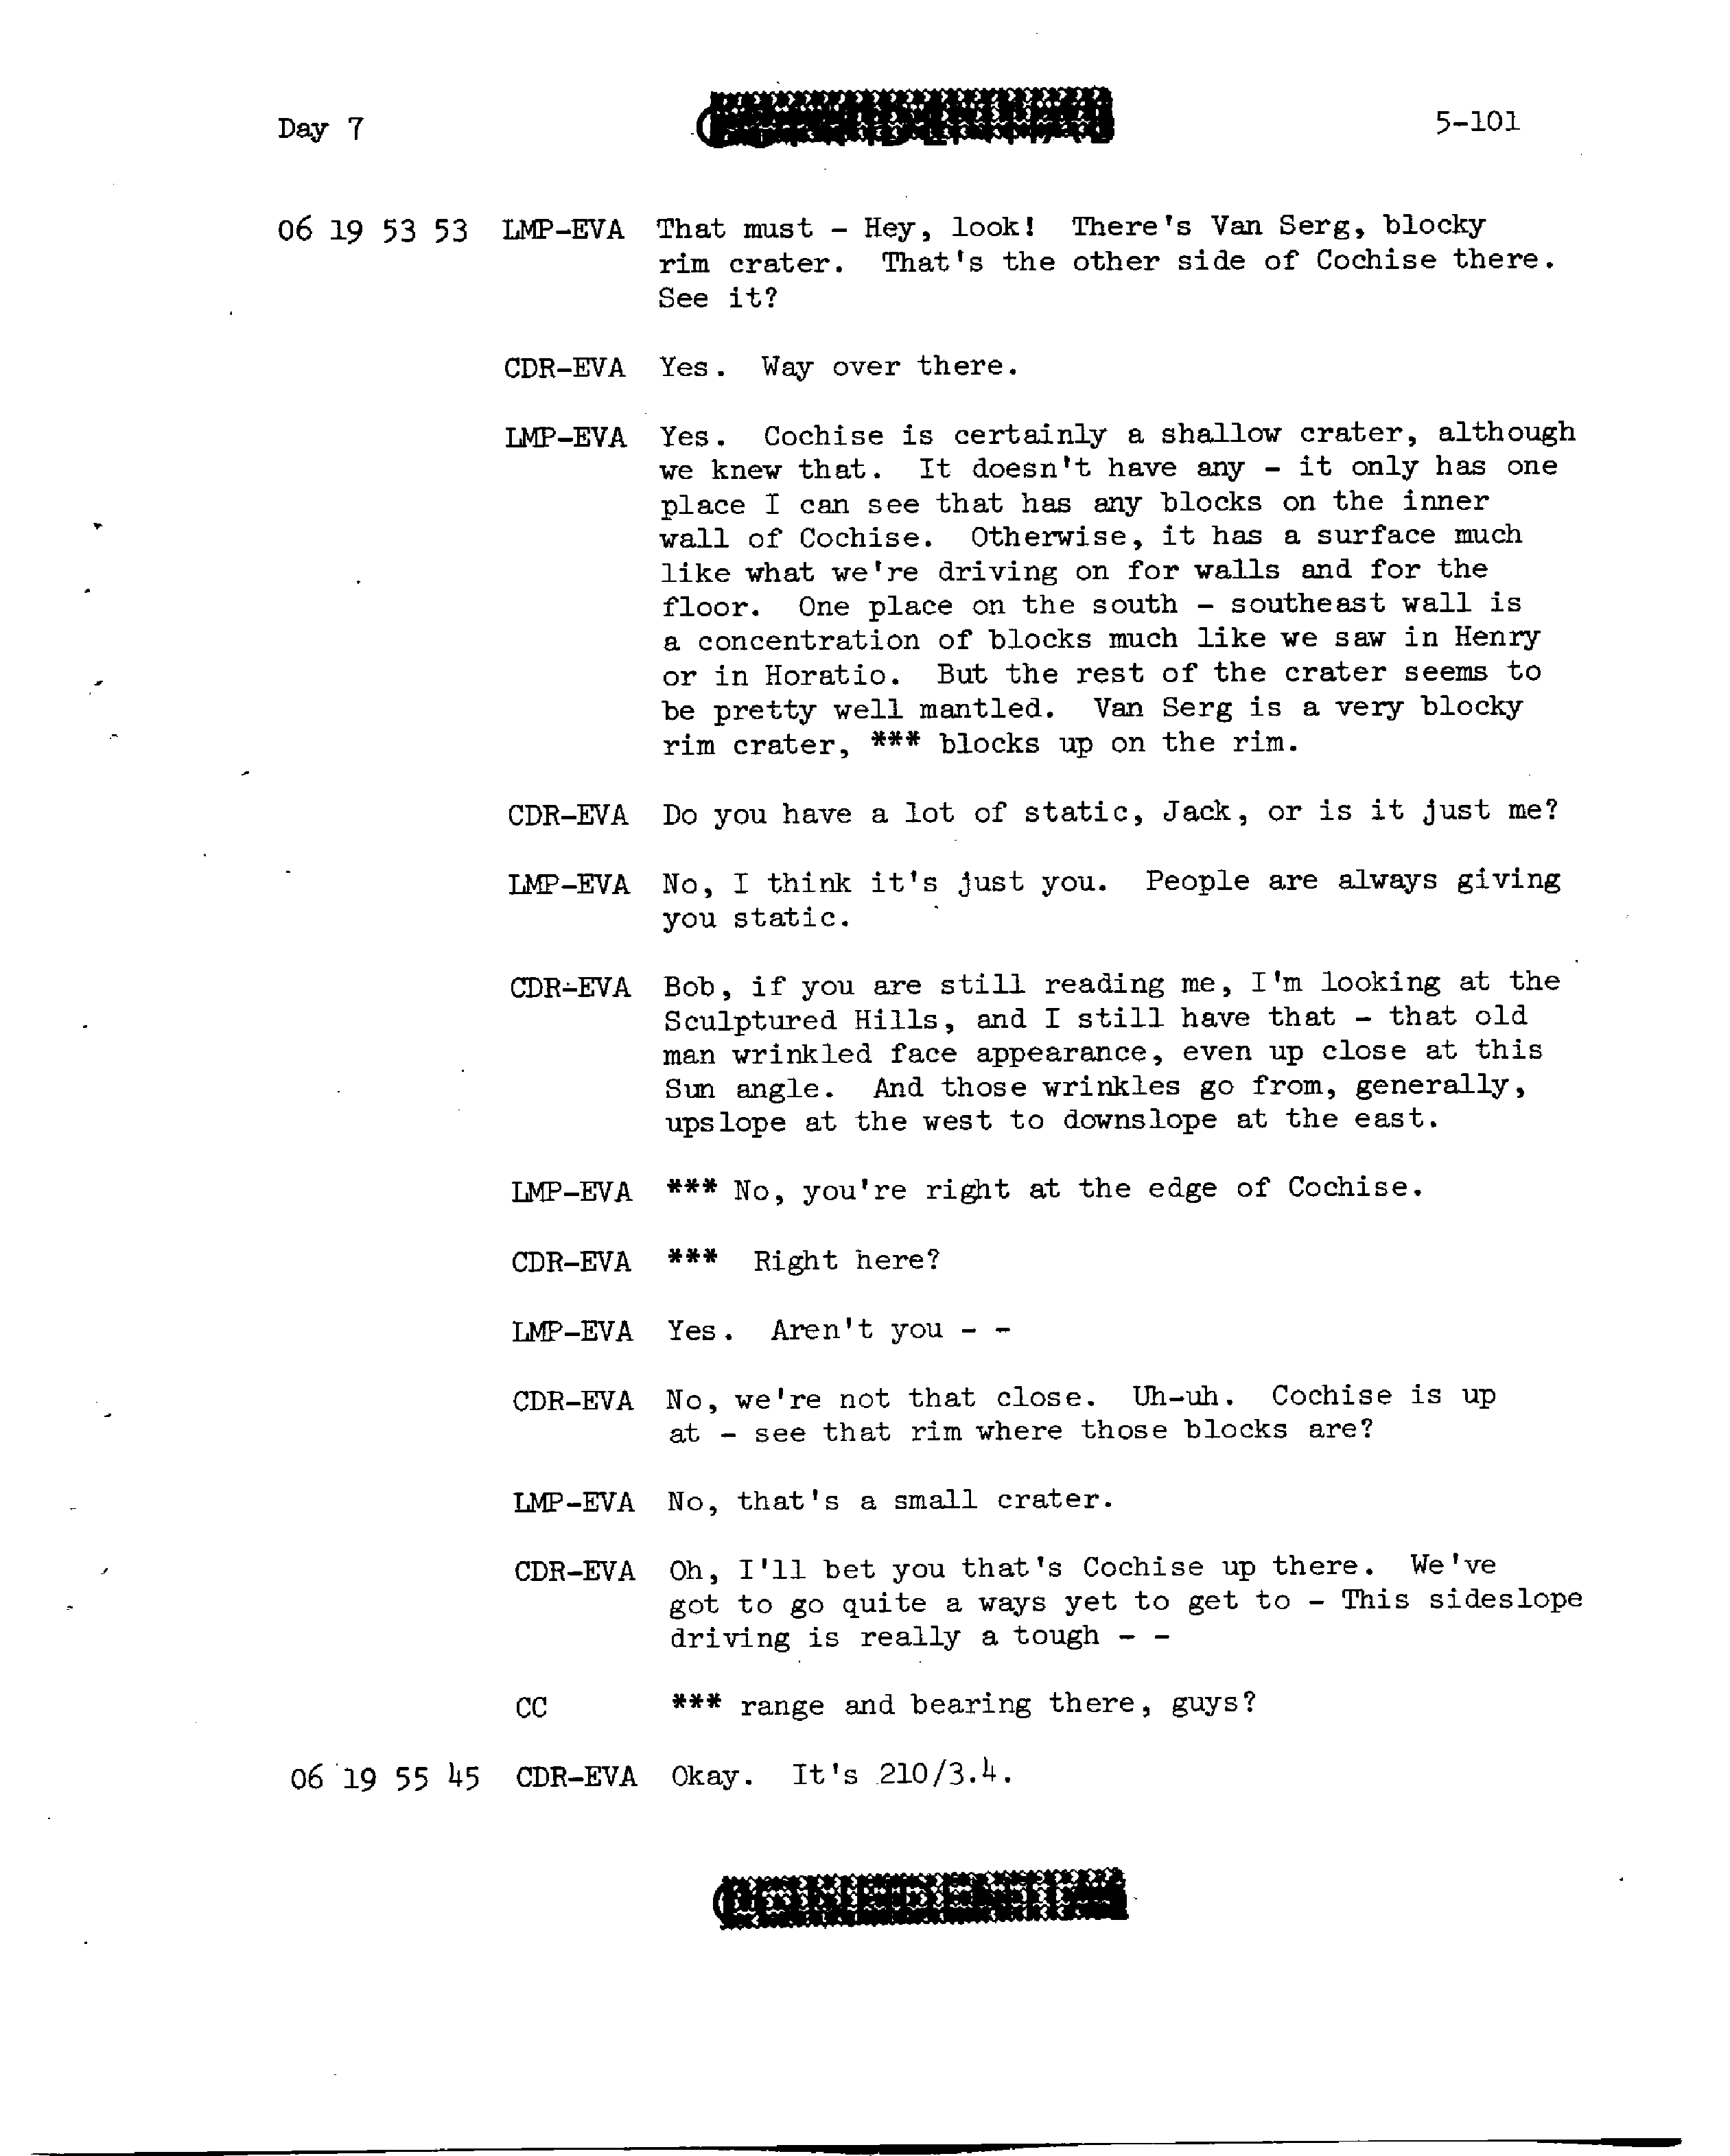 Day 7
5-101
06 19 53 53 LMP-EVA That must - Hey, look! There's Van Serg, blocky
rim crater. That's the other side of Cochise there.
See it?
CDR-EVA Yes. Way over there.
LMP-EVA Yes. Cochise is certainly a shallow crater, although
we knew that. It doesn't have any - it only has one
place I can see that has any blocks on the inner
wall of Cochise. Otherwise, it has a surface much
like what we're driving on for walls and for the
floor. One place on the south - southeast wall is
a concentration of blocks much like we saw in Henry
or in Horatio. But the rest of the crater seems to
be pretty well mantled. Van Serg is a very blocky
rim crater, *** blocks up on the rim.
CDR-EVA Do you have a lot of static, Jack, or is it just me?
LMP-EVA No, I think it's just you. People are always giving
you static.
CDR-EVA Bob, if you are still reading me, I'm looking at the
Sculptured Hills, and I still have that - that old
man wrinkled face appearance, even up close at this
Sun angle. And those wrinkles go from, generally,
upslope at the west to downslope at the east.
LMP-EVA *** No, you're right at the edge of Cochise.
CDR-EVA *** Right here?
LMP-EVA Yes. Aren't you - -
CDR-EVA No, we're not that close. Uh-uh. Cochise is up
at - see that rim where those blocks are?
LMP-EVA No, that's a small crater.
CDR-EVA Oh, I'll bet you that's Cochise up there. We've
got to go quite a ways yet to get to - This sideslope
driving is really a tough - -
CC *** range and bearing there, guys?
06 19 55 45 CDR-EVA Okay. It's 210/3.4.